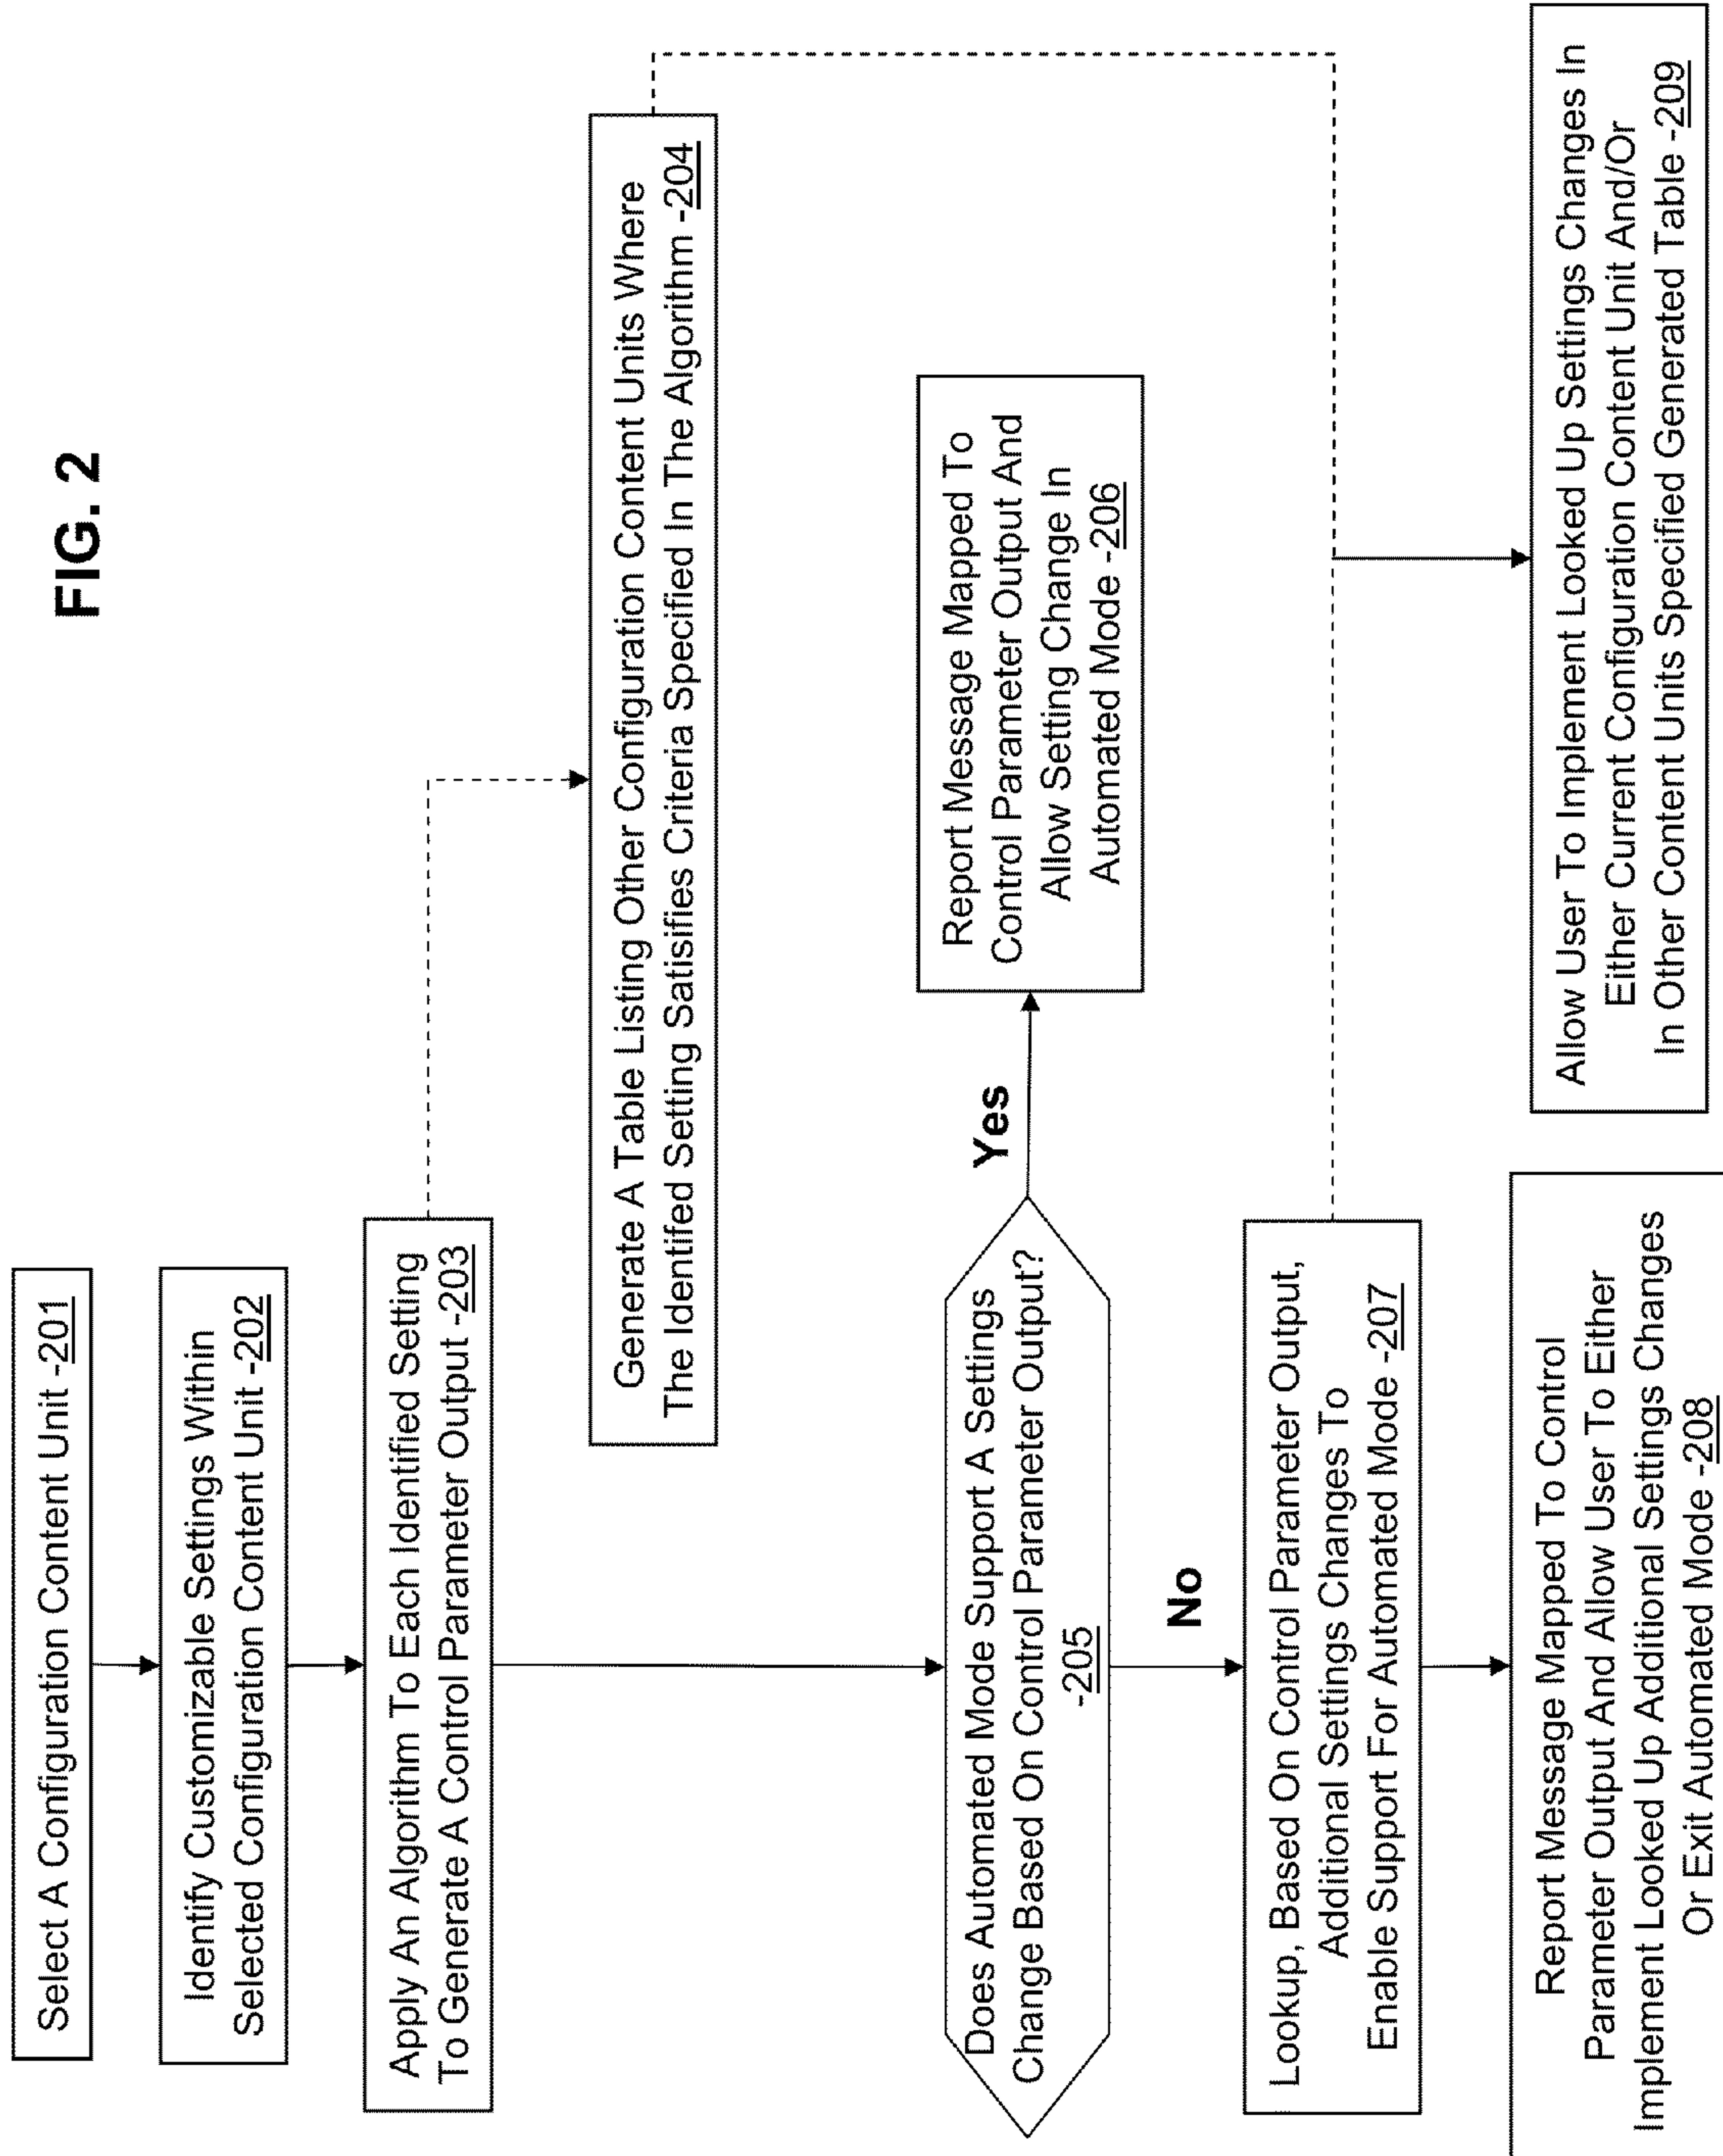 FIG. 2
Select A Configuration Content Unit -201
Identify Customizable Settings Within
Selected Configuration Content Unit -202
Apply An Algorithm To Each Identified Setting
To Generate A Control Parameter Output -203
Generate A Table Listing Other Configuration Content Units Where
The Identifed Setting Satisifies Criteria Specified In The Algorithm -204
Does Automated Mode Support A Settings
Change Based On Control Parameter Output?
-205
Yes
Report Message Mapped To
Control Parameter Output And
Allow Setting Change In
Automated Mode -206
No
Lookup, Based On Control Parameter Output,
Additional Settings Changes To
Enable Support For Automated Mode -207
Report Message Mapped To Control
Parameter Output And Allow User To Either
Implement Looked Up Additional Settings Changes
Or Exit Automated Mode -208
Allow User To Implement Looked Up Settings Changes In
Either Current Configuration Content Unit And/Or
In Other Content Units Specified Generated Table -209